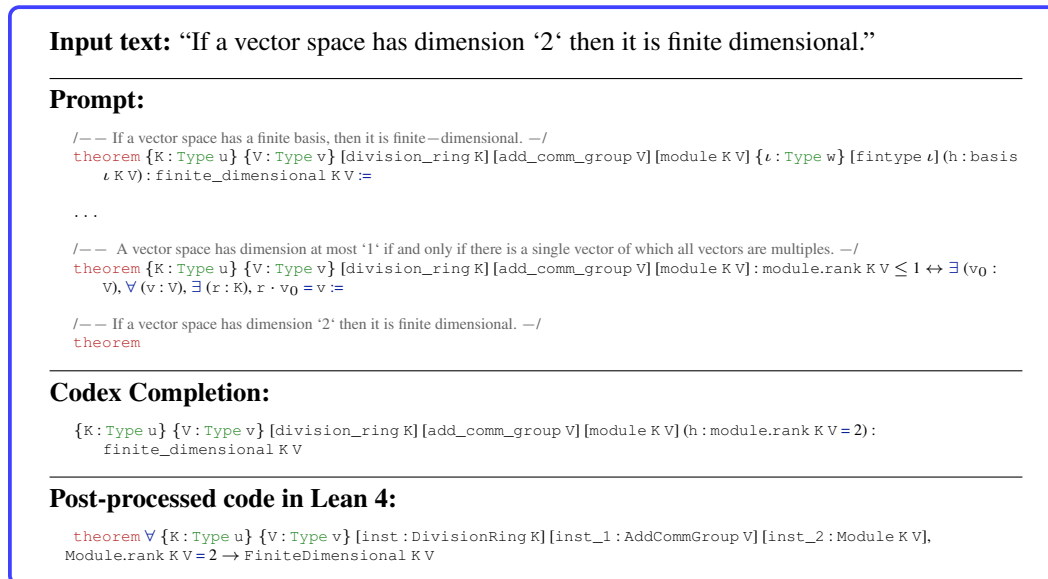 Input text: “If a vector space has dimension ‘2‘ then it is finite dimensional.”
Prompt:
/−− If a vector space has a finite basis, then it is finite−dimensional. −/
theorem {K : Type u} {V : Type v} [division_ring K] [add_comm_group V] [module K V] {ι : Type w} [fintype ι] (h : basis
ι K V) : finite_dimensional K V :=
...
/−− A vector space has dimension at most ‘1‘ if and only if there is a single vector of which all vectors are multiples. −/
theorem {K : Type u} {V : Type v} [division_ring K] [add_comm_group V] [module K V] : module.rank K V ≤ 1 ↔ ∃ (v₀ :
V), ∀ (v : V), ∃ (r : K), r · v₀ = v :=
/−− If a vector space has dimension ‘2‘ then it is finite dimensional. −/
theorem
Codex Completion:
{K : Type u} {V : Type v} [division_ring K] [add_comm_group V] [module K V] (h : module.rank K V = 2) :
finite_dimensional K V
Post-processed code in Lean 4:
theorem ∀ {K : Type u} {V : Type v} [inst : DivisionRing K] [inst_1 : AddCommGroup V] [inst_2 : Module K V],
Module.rank K V = 2 → FiniteDimensional K V